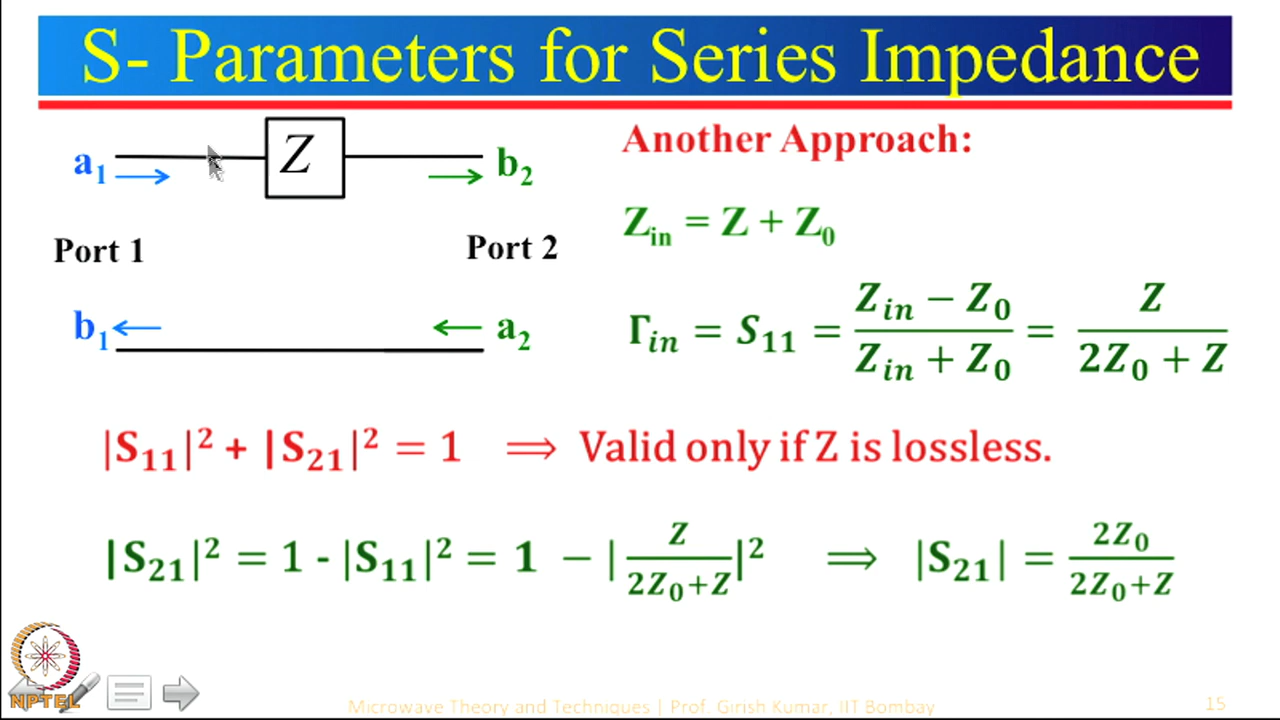 S- Parameters for Series Impedance
a₁ Z b₂
Port 1 Port 2
b₁ a₂
Another Approach:
Zᵢₙ = Z + Z₀
Γᵢₙ = S₁₁ = (Zᵢₙ − Z₀)/(Zᵢₙ + Z₀) = Z/(2Z₀ + Z)
|S₁₁|² + |S₂₁|² = 1 ⟹ Valid only if Z is lossless.
|S₂₁|² = 1 - |S₁₁|² = 1 − |Z/(2Z₀+Z)|² ⟹ |S₂₁| = 2Z₀/(2Z₀+Z)
NPTEL
Microwave Theory and Techniques | Prof. Girish Kumar, IIT Bombay
15